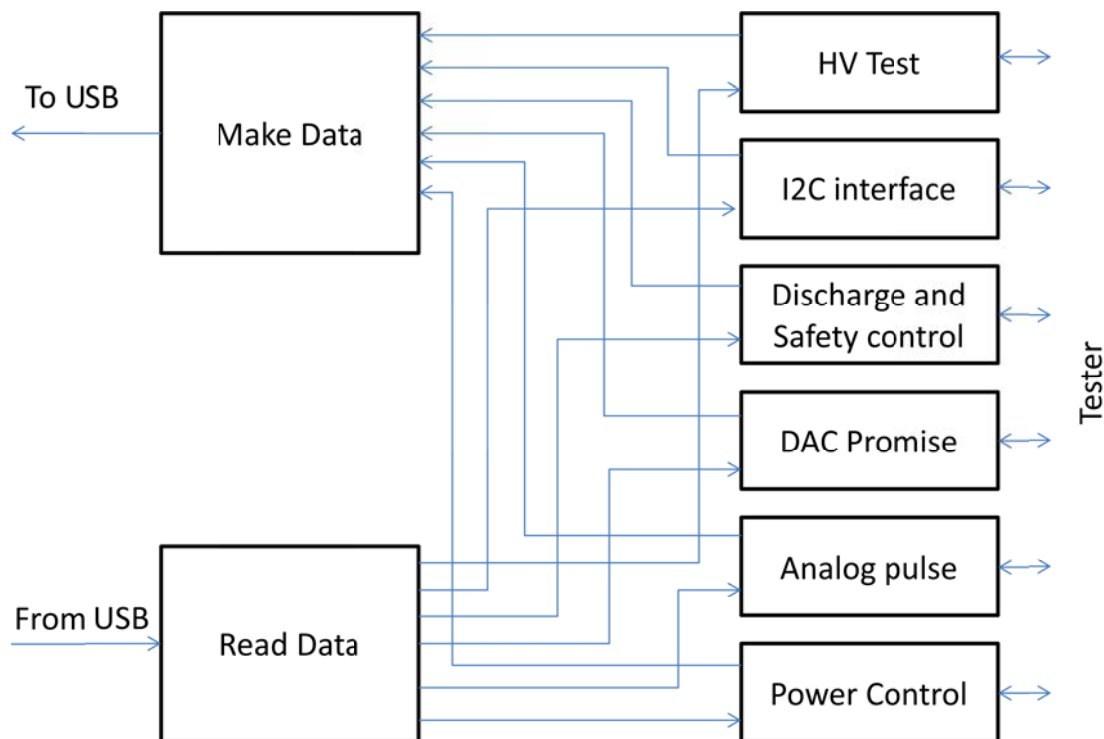 To USB
Make Data
From USB
Read Data
HV Test
I2C interface
Discharge and
Safety control
DAC Promise
Analog pulse
Power Control
Tester